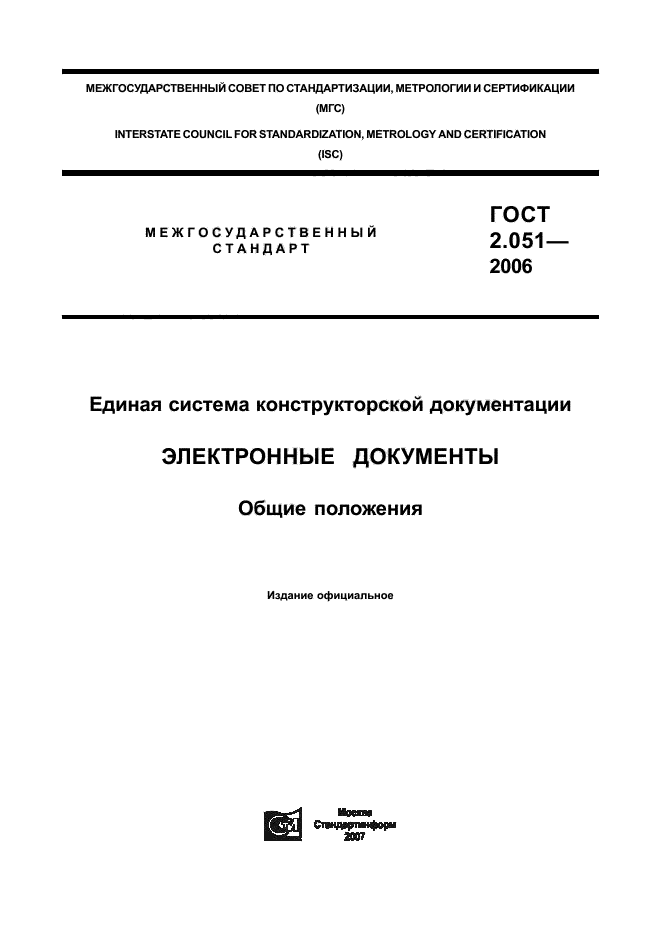 МЕЖГОСУДАРСТВЕННЫЙ СОВЕТ ПО СТАНДАРТИЗАЦИИ, МЕТРОЛОГИИ И СЕРТИФИКАЦИИ
(МГС)
INTERSTATE COUNCIL FOR STANDARDIZATION, METROLOGY AND CERTIFICATION
(ISC)
МЕЖГОСУДАРСТВЕННЫЙ
СТАНДАРТ
ГОСТ
2.051—
2006
Единая система конструкторской документации
ЭЛЕКТРОННЫЕ ДОКУМЕНТЫ
Общие положения
Издание официальное
Москва
Стандартинформ
2007